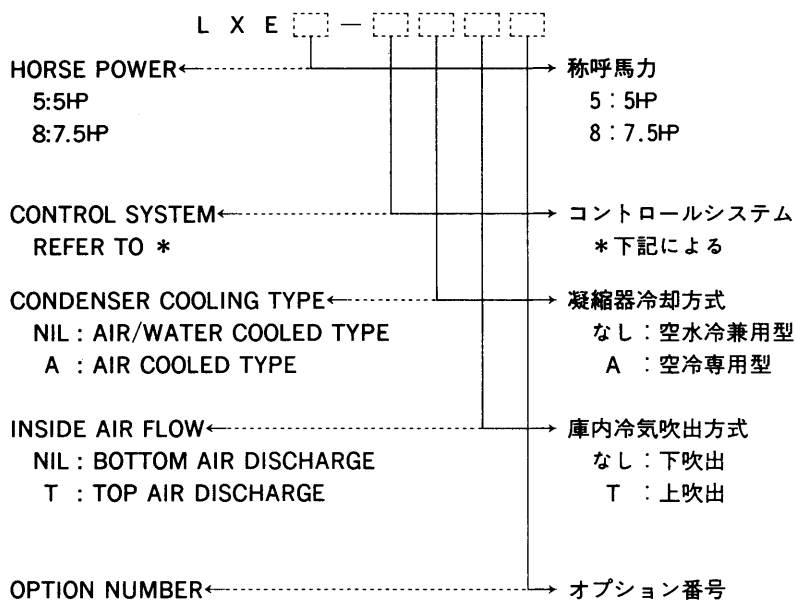 LXE -
HORSE POWER 称呼馬力
5:5HP 5:5HP
8:7.5HP 8:7.5HP
CONTROL SYSTEM コントロールシステム
REFER TO * *下記による
CONDENSER COOLING TYPE 凝縮器冷却方式
NIL : AIR/WATER COOLED TYPE なし:空水冷兼用型
A : AIR COOLED TYPE A :空冷専用型
INSIDE AIR FLOW 庫内冷気吹出方式
NIL : BOTTOM AIR DISCHARGE なし:下吹出
T : TOP AIR DISCHARGE T :上吹出
OPTION NUMBER オプション番号